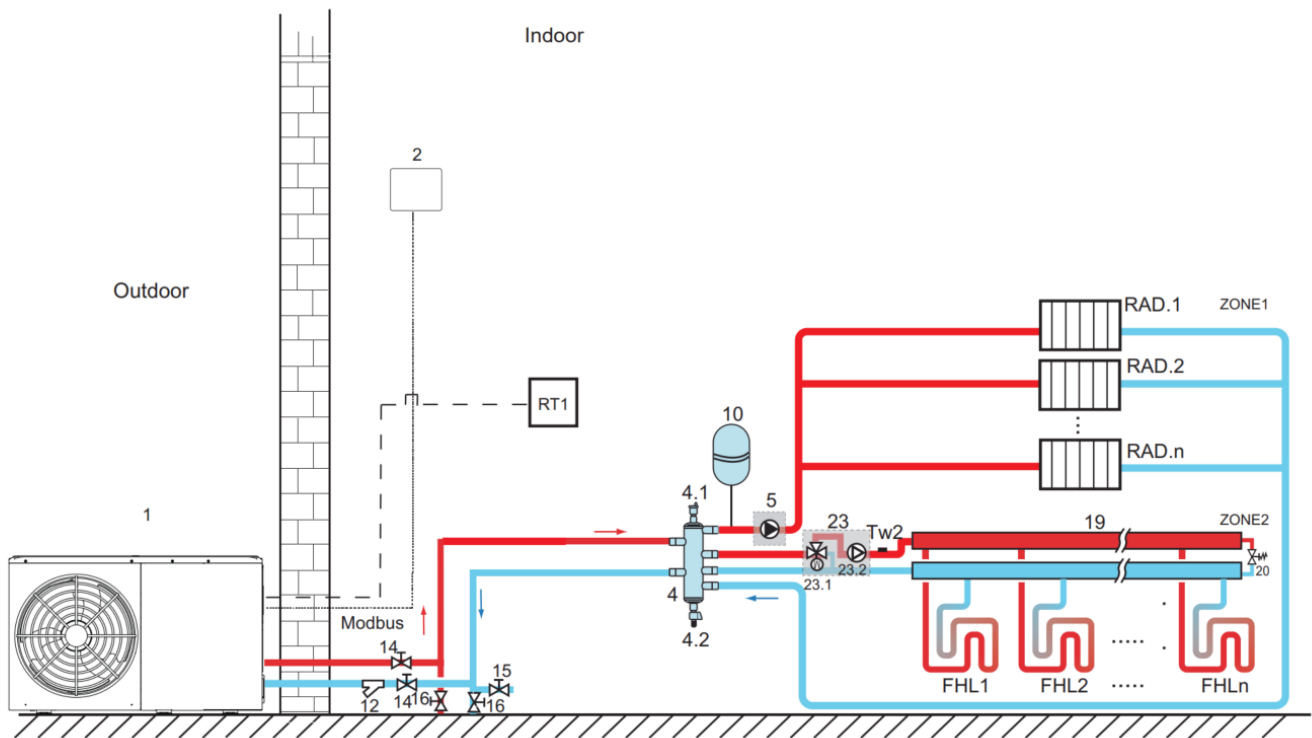 Indoor
2
Outdoor
RAD.1
ZONE1
RAD.2
RT1
10
RAD.n
4.1
5
23
Tw2
19
ZONE2
1
23.1
23.2
20
4
4.2
Modbus
14
15
12
14
16
16
FHL1
FHL2
FHLn